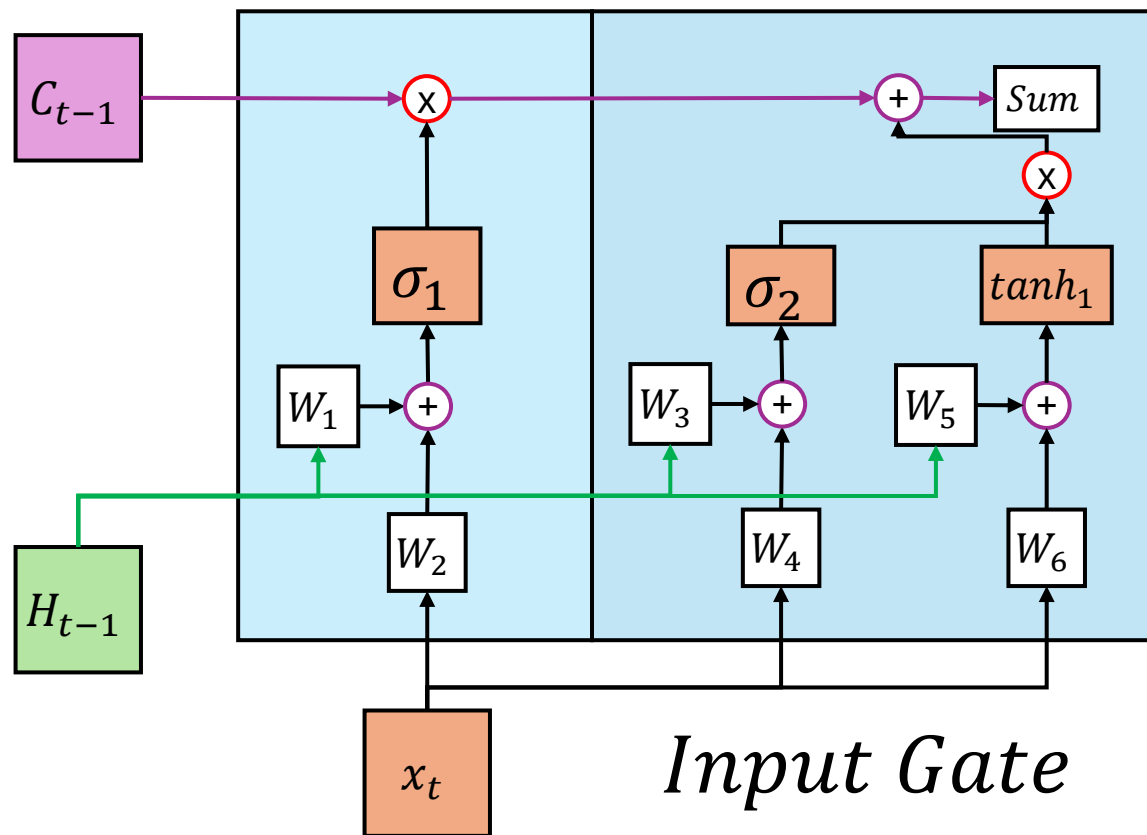 C_{t-1}
x
+
Sum
x
σ_1
σ_2
tanh_1
W_1
+
W_3
+
W_5
+
W_2
W_4
W_6
H_{t-1}
x_t
Input Gate